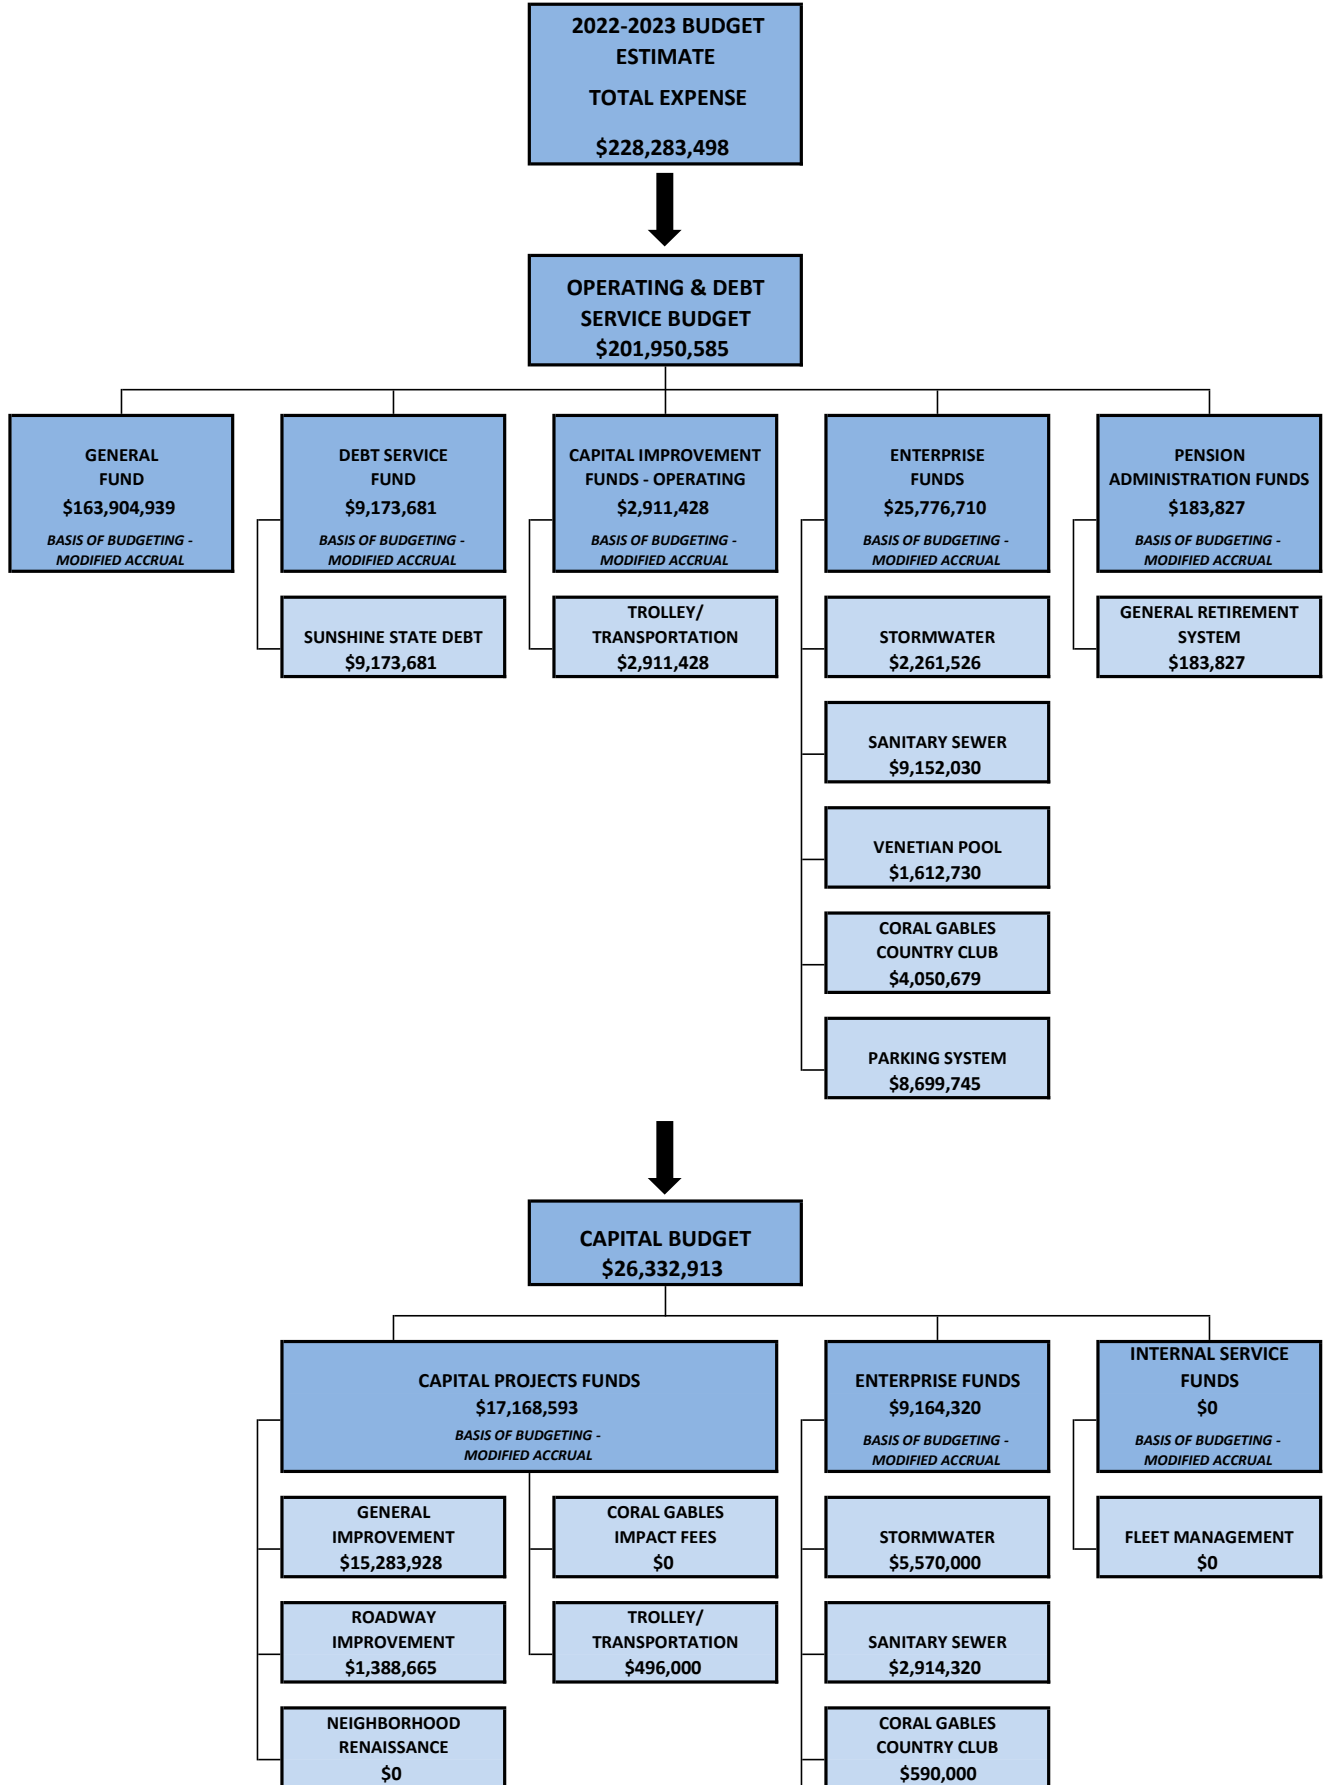 2022-2023 BUDGET
ESTIMATE
TOTAL EXPENSE
$228,283,498
OPERATING & DEBT
SERVICE BUDGET
$201,950,585
GENERAL
FUND
$163,904,939
BASIS OF BUDGETING -
MODIFIED ACCRUAL
DEBT SERVICE
FUND
$9,173,681
BASIS OF BUDGETING -
MODIFIED ACCRUAL
SUNSHINE STATE DEBT
$9,173,681
CAPITAL IMPROVEMENT
FUNDS - OPERATING
$2,911,428
BASIS OF BUDGETING -
MODIFIED ACCRUAL
TROLLEY/
TRANSPORTATION
$2,911,428
ENTERPRISE
FUNDS
$25,776,710
BASIS OF BUDGETING -
MODIFIED ACCRUAL
STORMWATER
$2,261,526
SANITARY SEWER
$9,152,030
VENETIAN POOL
$1,612,730
CORAL GABLES
COUNTRY CLUB
$4,050,679
PARKING SYSTEM
$8,699,745
PENSION
ADMINISTRATION FUNDS
$183,827
BASIS OF BUDGETING -
MODIFIED ACCRUAL
GENERAL RETIREMENT
SYSTEM
$183,827
CAPITAL BUDGET
$26,332,913
CAPITAL PROJECTS FUNDS
$17,168,593
BASIS OF BUDGETING -
MODIFIED ACCRUAL
GENERAL
IMPROVEMENT
$15,283,928
ROADWAY
IMPROVEMENT
$1,388,665
NEIGHBORHOOD
RENAISSANCE
$0
CORAL GABLES
IMPACT FEES
$0
TROLLEY/
TRANSPORTATION
$496,000
ENTERPRISE FUNDS
$9,164,320
BASIS OF BUDGETING -
MODIFIED ACCRUAL
STORMWATER
$5,570,000
SANITARY SEWER
$2,914,320
CORAL GABLES
COUNTRY CLUB
$590,000
INTERNAL SERVICE
FUNDS
$0
BASIS OF BUDGETING -
MODIFIED ACCRUAL
FLEET MANAGEMENT
$0